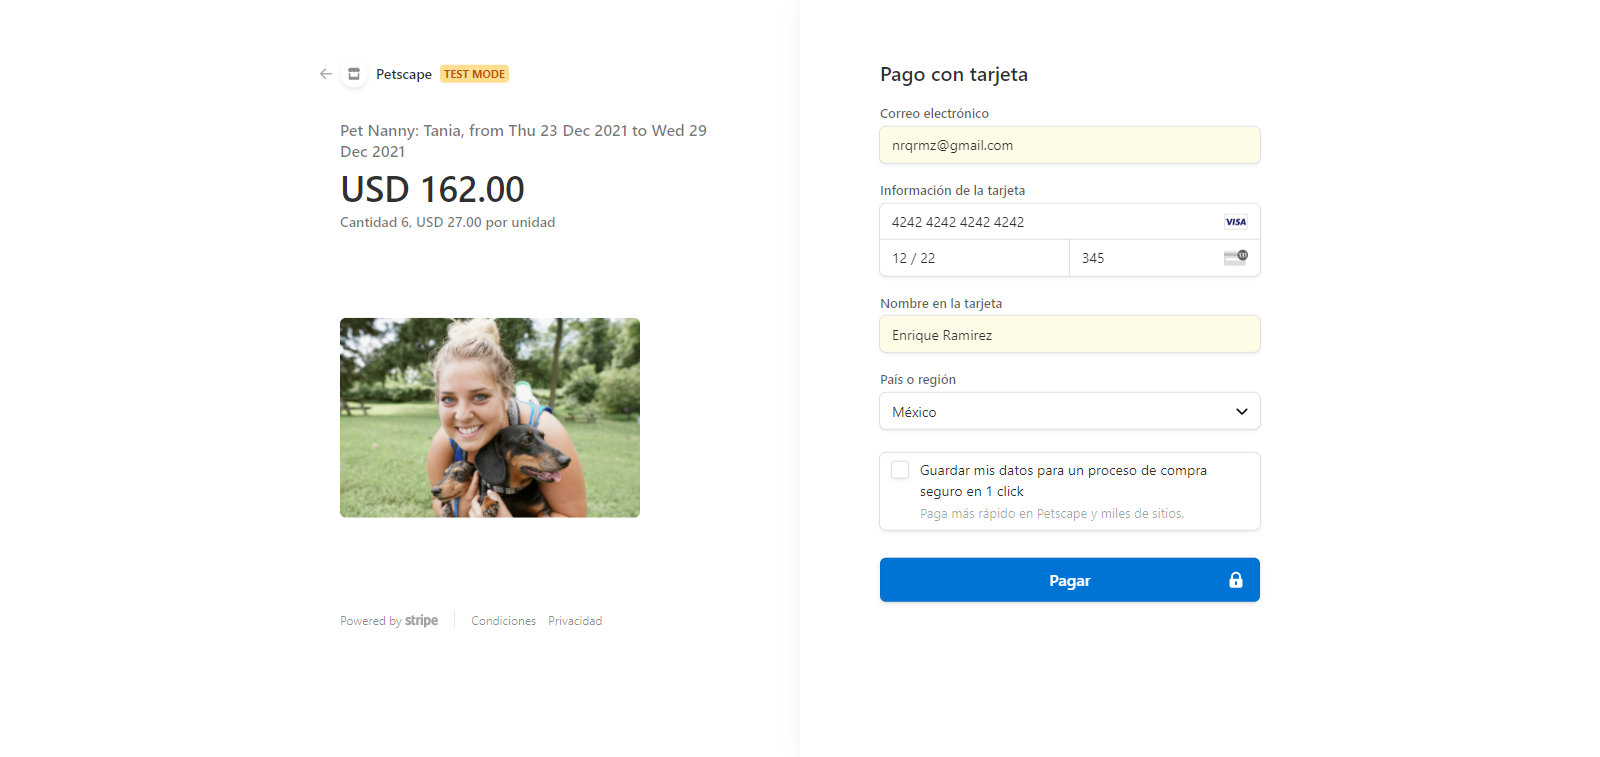 Petscape TEST MODE
Pet Nanny: Tania, from Thu 23 Dec 2021 to Wed 29
Dec 2021
USD 162.00
Cantidad 6, USD 27.00 por unidad
Powered by stripe
Condiciones
Privacidad
Pago con tarjeta
Correo electrónico
nrqrmz@gmail.com
Información de la tarjeta
4242 4242 4242 4242 VISA
12 / 22
345
Nombre en la tarjeta
Enrique Ramirez
País o región
México
Guardar mis datos para un proceso de compra
seguro en 1 click
Paga más rápido en Petscape y miles de sitios.
Pagar